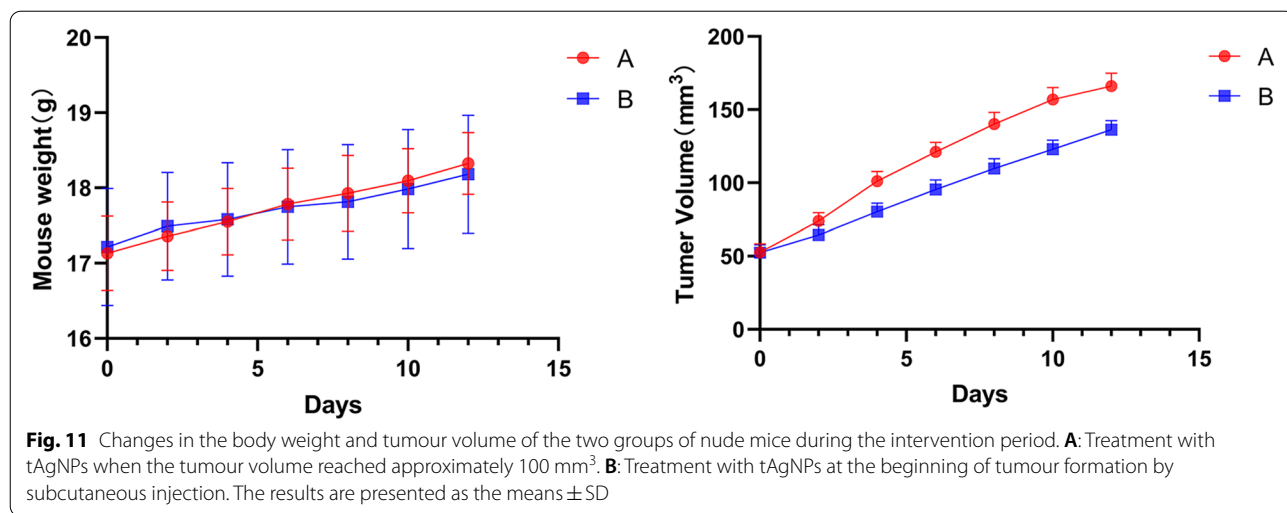 20
19
18
17
16
Mouse weight(g)
0
5
10
15
Days
A
B
200
150
100
50
0
Tumer Volume(mm³)
0
5
10
15
Days
A
B
Fig. 11 Changes in the body weight and tumour volume of the two groups of nude mice during the intervention period. A: Treatment with
tAgNPs when the tumour volume reached approximately 100 mm³. B: Treatment with tAgNPs at the beginning of tumour formation by
subcutaneous injection. The results are presented as the means ± SD